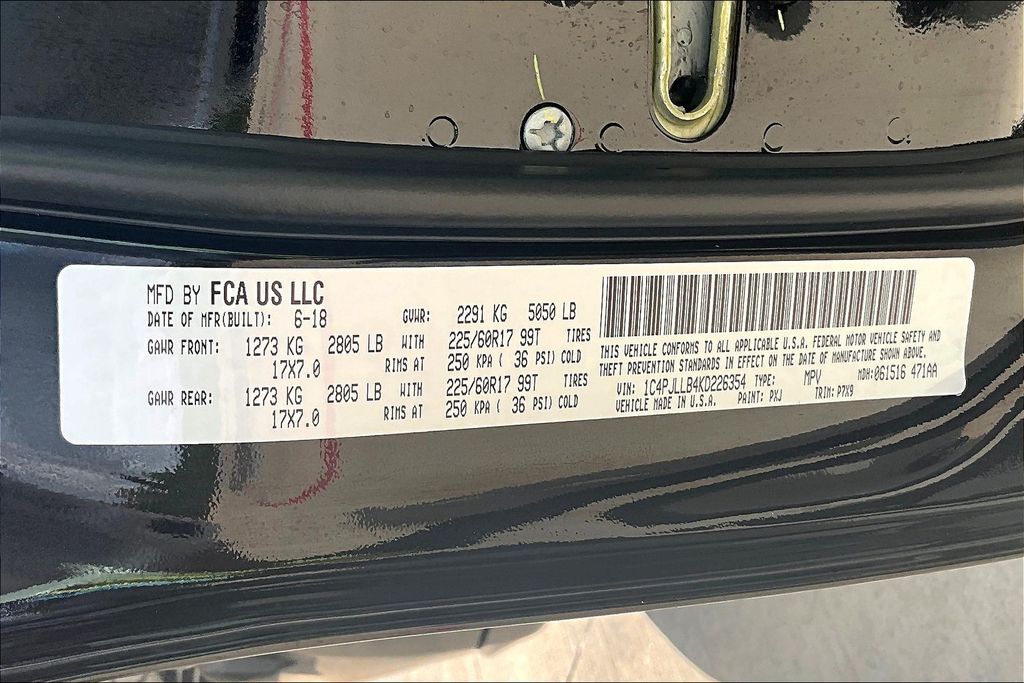 MFD BY FCA US LLC
DATE OF MFR(BUILT): 6-18 GVWR: 2291 KG 5050 LB
GAWR FRONT: 1273 KG 2805 LB WITH 225/60R17 99T TIRES
17X7.0 RIMS AT 250 KPA ( 36 PSI) COLD
GAWR REAR: 1273 KG 2805 LB WITH 225/60R17 99T TIRES
17X7.0 RIMS AT 250 KPA ( 36 PSI) COLD
THIS VEHICLE CONFORMS TO ALL APPLICABLE U.S.A. FEDERAL MOTOR VEHICLE SAFETY AND
THEFT PREVENTION STANDARDS IN EFFECT ON THE DATE OF MANUFACTURE SHOWN ABOVE.
VIN: 1C4PJLLB4KD226354 TYPE: MPV MDH: 061516 471AA
VEHICLE MADE IN U.S.A. PAINT: PXJ TRIM: P7X9